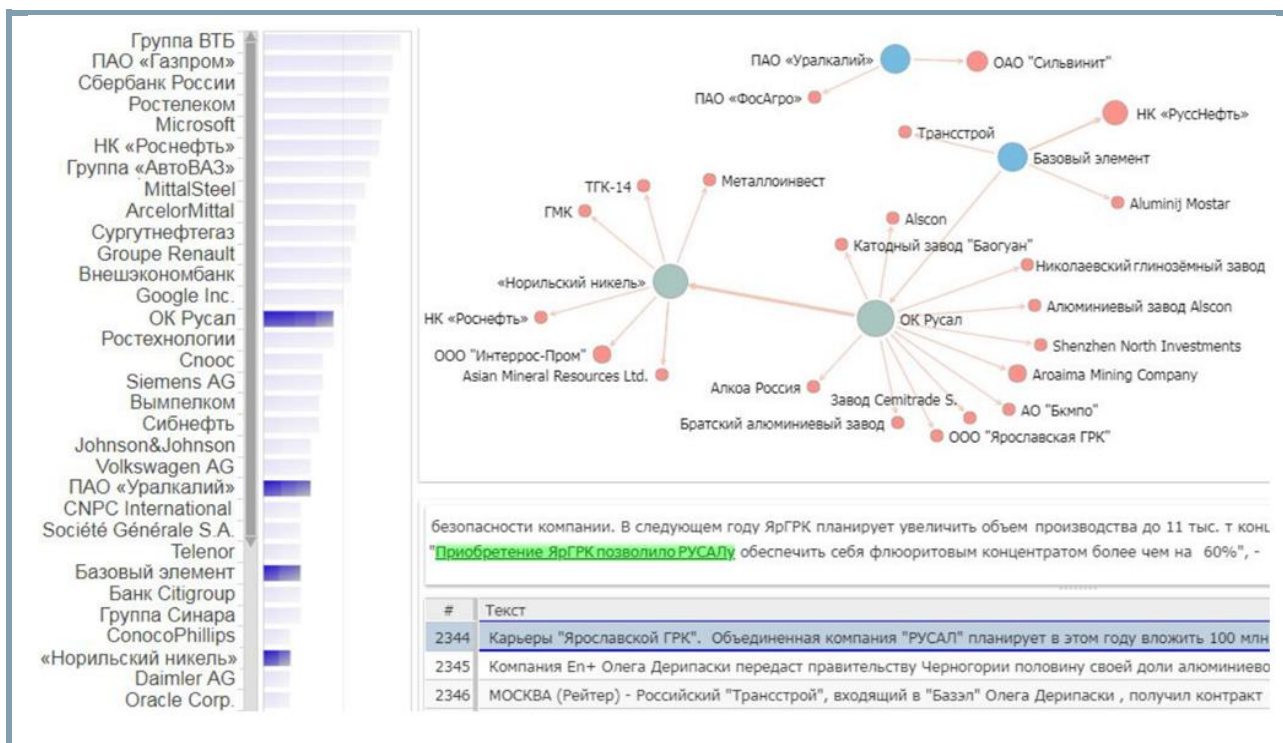 Группа ВТБ
ПАО «Газпром»
Сбербанк России
Ростелеком
Microsoft
НК «Роснефть»
Группа «АвтоВАЗ»
MittalSteel
ArcelorMittal
Сургутнефтегаз
Groupe Renault
Внешэкономбанк
Google Inc.
ОК Русал
Ростехнологии
Cnooc
Siemens AG
Вымпелком
Сибнефть
Johnson&Johnson
Volkswagen AG
ПАО «Уралкалий»
CNPC International
Société Générale S.A.
Telenor
Базовый элемент
Банк Citigroup
Группа Синара
ConocoPhillips
«Норильский никель»
Daimler AG
Oracle Corp.
ПАО «Уралкалий»
ОАО "Сильвинит"
ПАО «ФосАгро»
НК «РуссНефть»
Трансстрой
Базовый элемент
Aluminij Mostar
ТГК-14
Металлоинвест
ГМК
Alscon
Катодный завод "Баогуан"
Николаевский глинозёмный завод
«Норильский никель»
Алюминиевый завод Alscon
НК «Роснефть»
ОК Русал
Shenzhen North Investments
ООО "Интеррос-Пром"
Asian Mineral Resources Ltd.
Aroaima Mining Company
Алкоа Россия
Завод Cemitrade S.
АО "Бкмпо"
Братский алюминиевый завод
ООО "Ярославская ГРК"
безопасности компании. В следующем году ЯрГРК планирует увеличить объем производства до 11 тыс. т конц
"Приобретение ЯрГРК позволило РУСАЛу обеспечить себя флюоритовым концентратом более чем на 60%", -
# Текст
2344 Карьеры "Ярославской ГРК". Объединенная компания "РУСАЛ" планирует в этом году вложить 100 млн
2345 Компания En+ Олега Дерипаски передаст правительству Черногории половину своей доли алюминиево
2346 МОСКВА (Рейтер) - Российский "Трансстрой", входящий в "Базэл" Олега Дерипаски , получил контракт